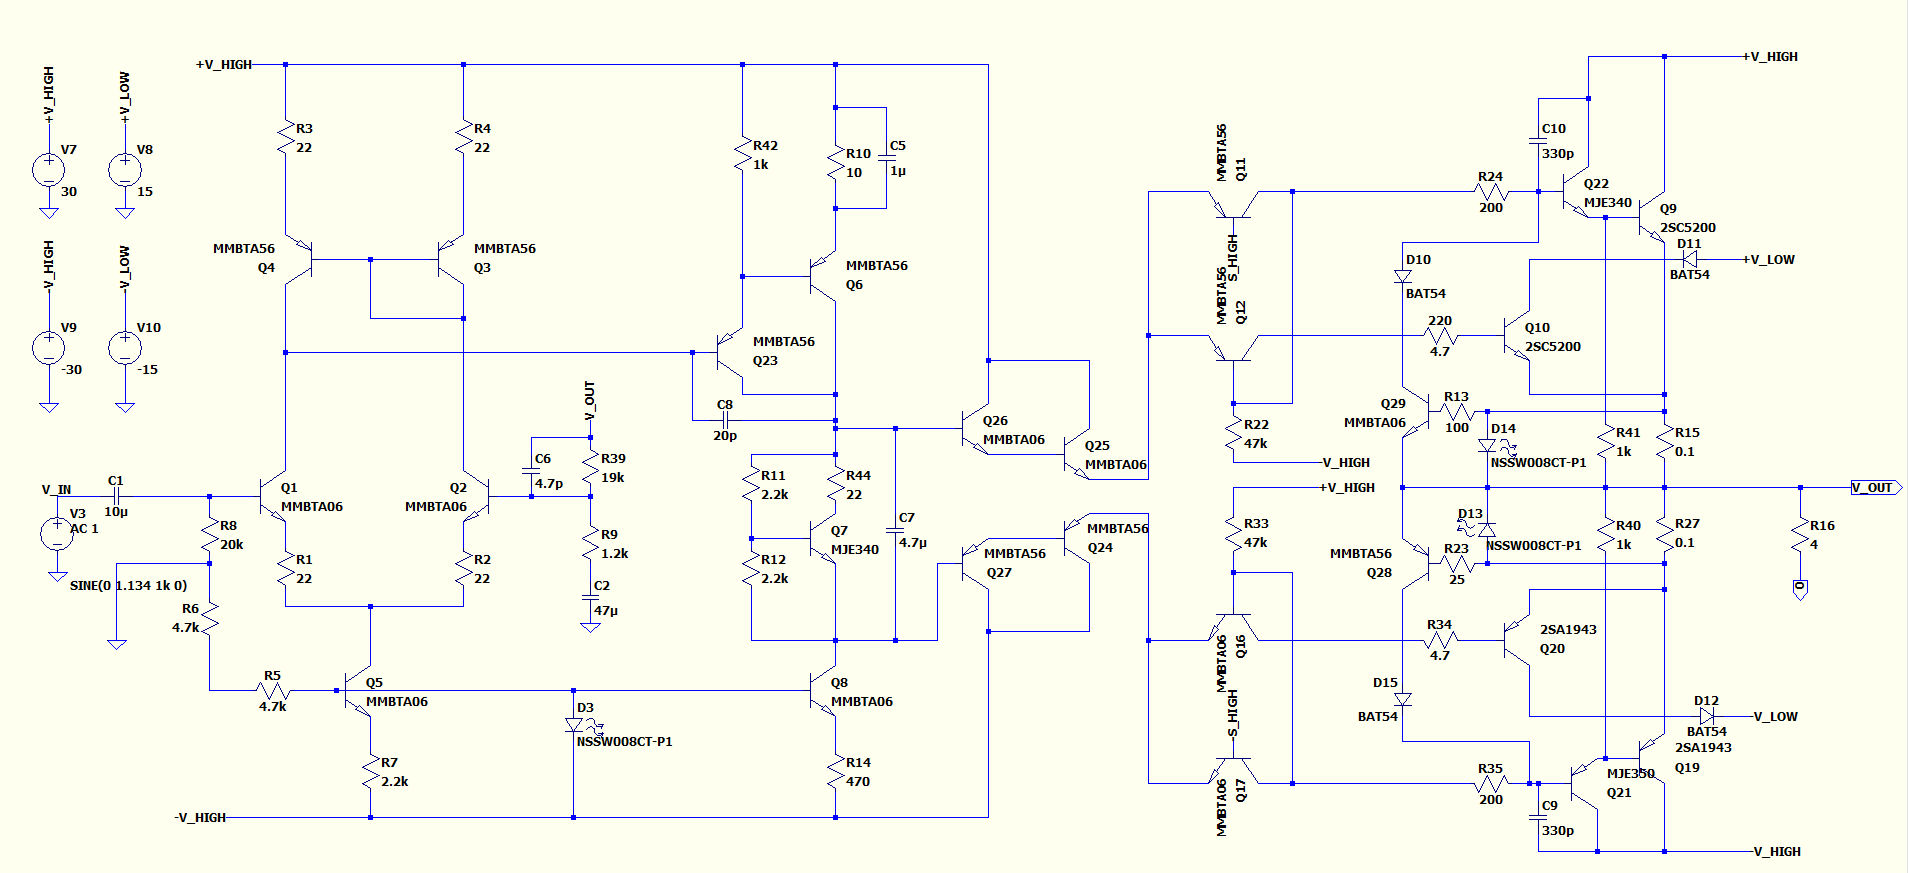 +V_HIGH
+V_LOW
V7
30
V8
15
-V_HIGH
-V_LOW
V9
-30
V10
-15
+V_HIGH
R3
22
R4
22
MMBTA56
Q4
MMBTA56
Q3
R42
1k
R10
10
C5
1µ
MMBTA56
Q6
MMBTA56
Q23
C8
20p
V_OUT
C6
4.7p
R39
19k
V_IN
C1
10µ
V3
AC 1
SINE(0 1.134 1k 0)
R8
20k
Q1
MMBTA06
Q2
MMBTA06
R1
22
R2
22
R9
1.2k
C2
47µ
R6
4.7k
R5
4.7k
Q5
MMBTA06
R7
2.2k
D3
NSSW008CT-P1
-V_HIGH
R11
2.2k
R44
22
Q7
MJE340
R12
2.2k
C7
4.7µ
Q8
MMBTA06
R14
470
Q26
MMBTA06
Q25
MMBTA06
MMBTA56
Q27
MMBTA56
Q24
MMBTA56
Q11
S_HIGH
MMBTA56
Q12
R22
47k
-V_HIGH
+V_HIGH
R33
47k
MMBTA06
Q16
-S_HIGH
MMBTA06
Q17
R24
200
C10
330p
Q22
MJE340
Q9
2SC5200
+V_HIGH
D11
BAT54
+V_LOW
D10
BAT54
220
4.7
Q10
2SC5200
Q29
MMBTA06
R13
100
D14
NSSW008CT-P1
R41
1k
R15
0.1
V_OUT
D13
NSSW008CT-P1
R40
1k
R27
0.1
R16
4
0
MMBTA56
Q28
R23
25
R34
4.7
2SA1943
Q20
D15
BAT54
D12
BAT54
-V_LOW
2SA1943
Q19
R35
200
MJE350
Q21
C9
330p
-V_HIGH